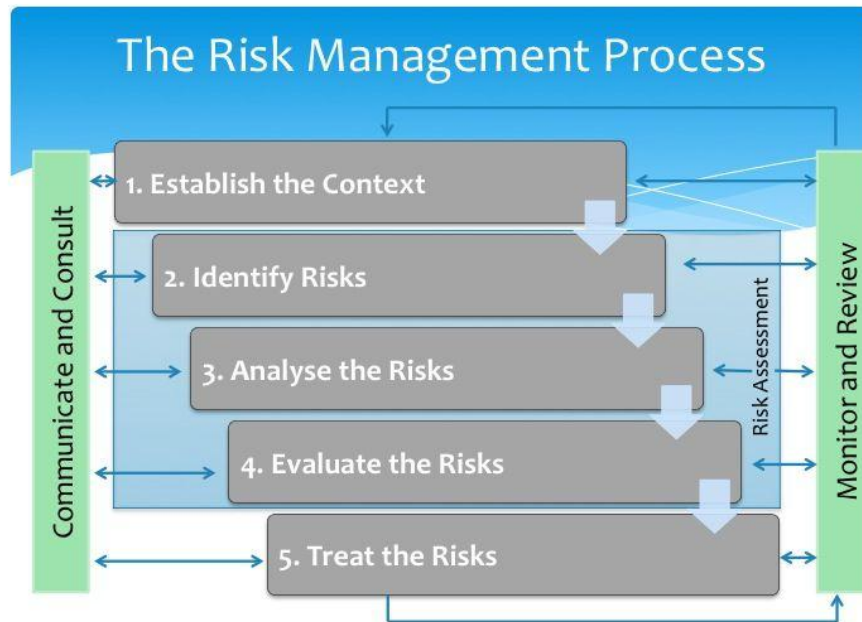 The Risk Management Process
Communicate and Consult
1. Establish the Context
2. Identify Risks
3. Analyse the Risks
4. Evaluate the Risks
5. Treat the Risks
Risk Assessment
Monitor and Review